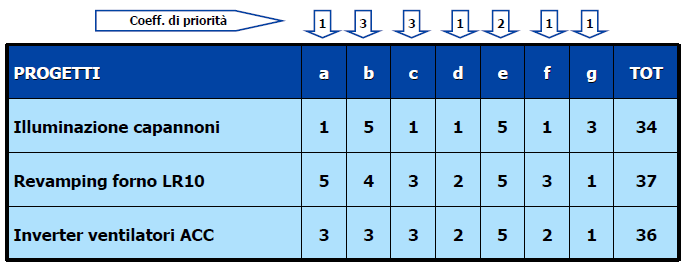 Coeff. di priorità 1 3 3 1 2 1 1
PROGETTI a b c d e f g TOT
Illuminazione capannoni 1 5 1 1 5 1 3 34
Revamping forno LR10 5 4 3 2 5 3 1 37
Inverter ventilatori ACC 3 3 3 2 5 2 1 36